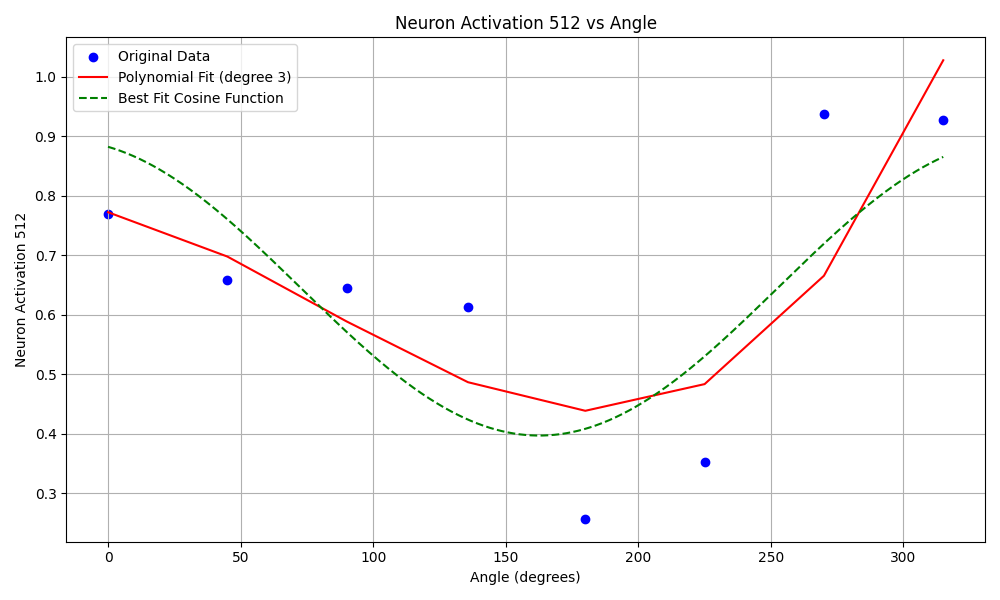 Neuron Activation 512 vs Angle
Original Data
Polynomial Fit (degree 3)
Best Fit Cosine Function
Neuron Activation 512
1.0
0.9
0.8
0.7
0.6
0.5
0.4
0.3
0
50
100
150
200
250
300
Angle (degrees)